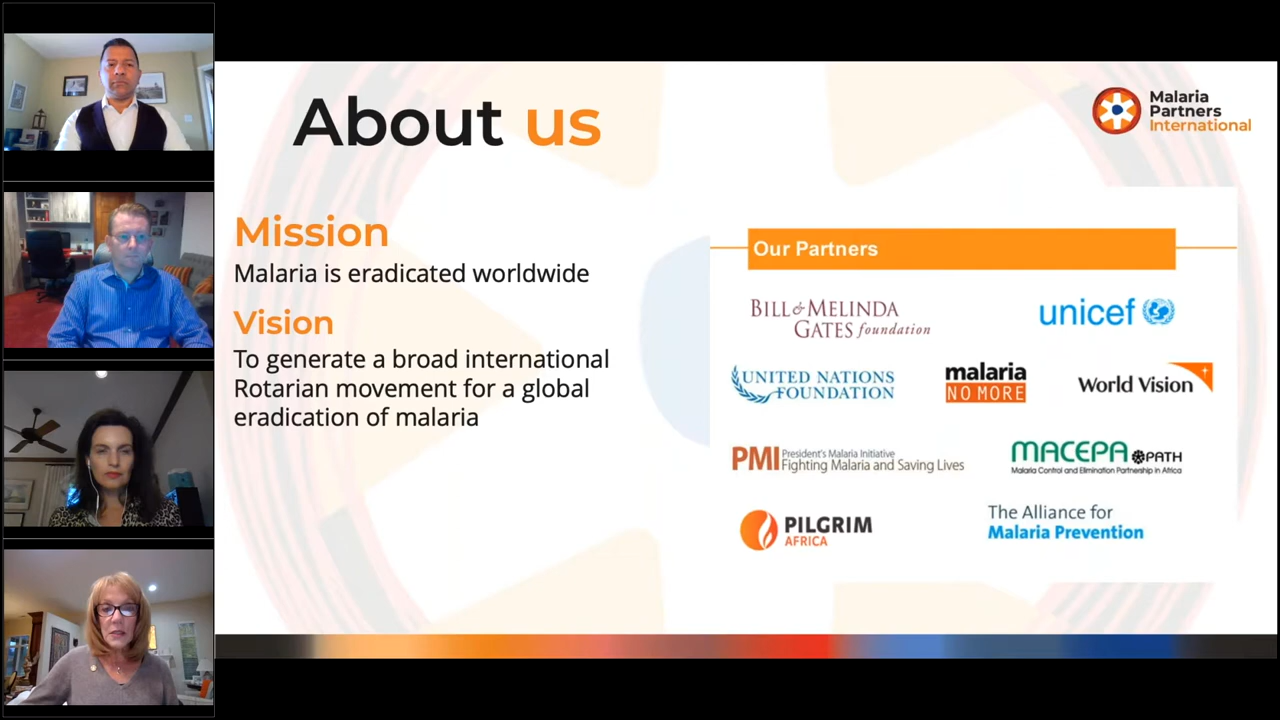 About us
Malaria
Partners
International
Mission
Malaria is eradicated worldwide
Vision
To generate a broad international
Rotarian movement for a global
eradication of malaria
Our Partners
BILL & MELINDA
GATES foundation
unicef
UNITED NATIONS
FOUNDATION
malaria
NO MORE
World Vision
PMI President's Malaria Initiative
Fighting Malaria and Saving Lives
MACEPA PATH
Malaria Control and Elimination Partnership in Africa
PILGRIM
AFRICA
The Alliance for
Malaria Prevention